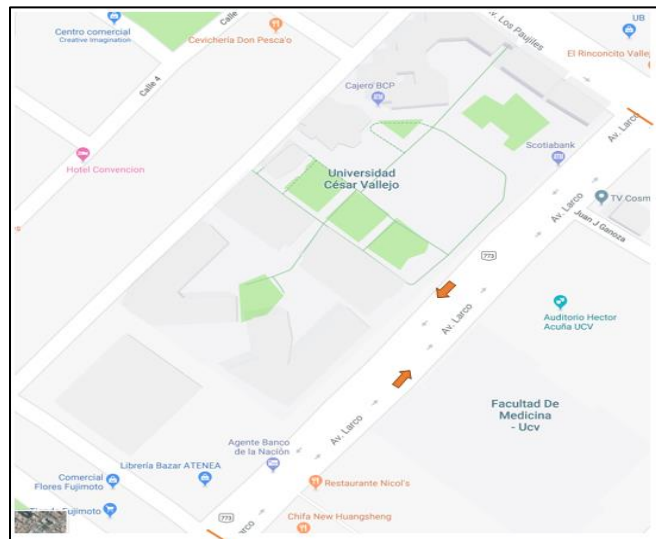 Centro comercial
Creative Imagination
Cevichería Don Pesca'o
Calle
Av. Los Paujiles
UB
El Rinconcito Valle
Cajero BCP
Calle 4
Av. Larco
Hotel Convencion
Scotiabank
Universidad
César Vallejo
TV Cosm
Av. Larco
Juan J Ganoza
773
Auditorio Hector
Acuña UCV
Av. Larco
Facultad De
Medicina
- Ucv
Av. Larco
Agente Banco
de la Nación
Librería Bazar ATENEA
Comercial
Flores Fujimoto
Restaurante Nicol's
Fujimoto
773
Larco
Chifa New Huangsheng